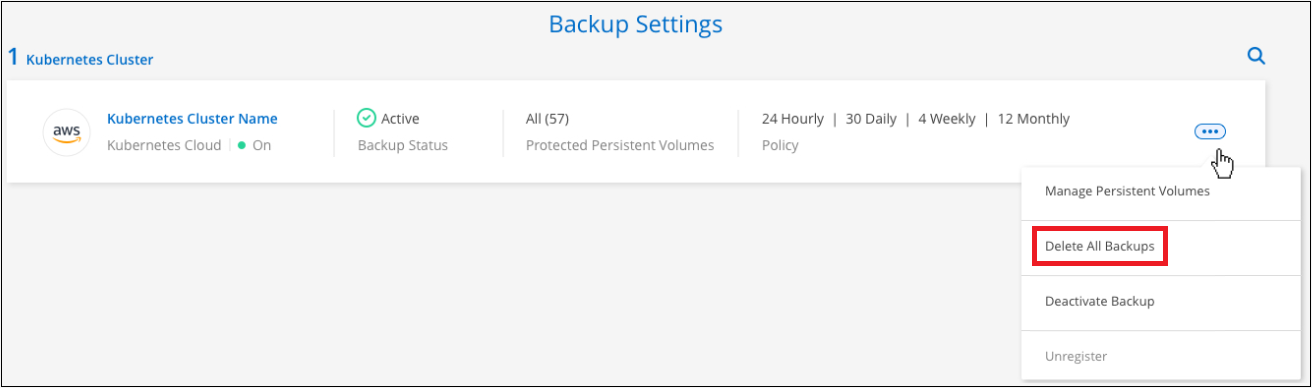 Backup Settings
1 Kubernetes Cluster
aws
Kubernetes Cluster Name
Kubernetes Cloud | On
Active
Backup Status
All (57)
Protected Persistent Volumes
24 Hourly | 30 Daily | 4 Weekly | 12 Monthly
Policy
Manage Persistent Volumes
Delete All Backups
Deactivate Backup
Unregister